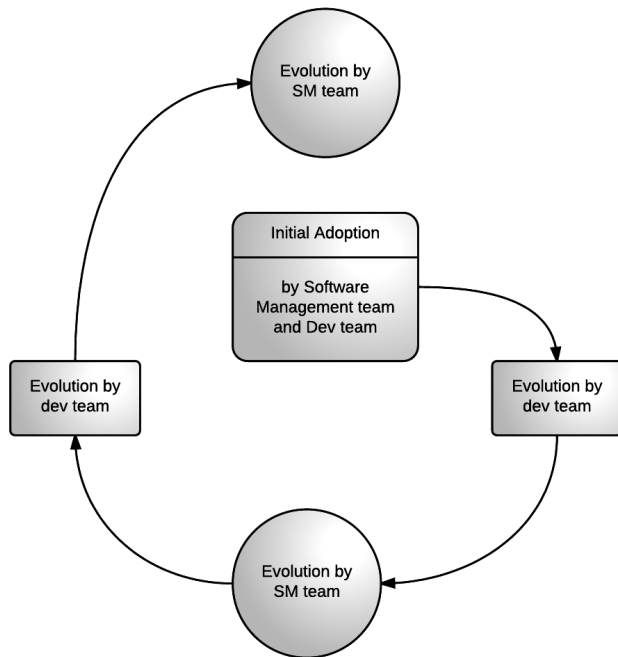 Evolution by
SM team
Initial Adoption
by Software
Management team
and Dev team
Evolution by
dev team
Evolution by
dev team
Evolution by
SM team